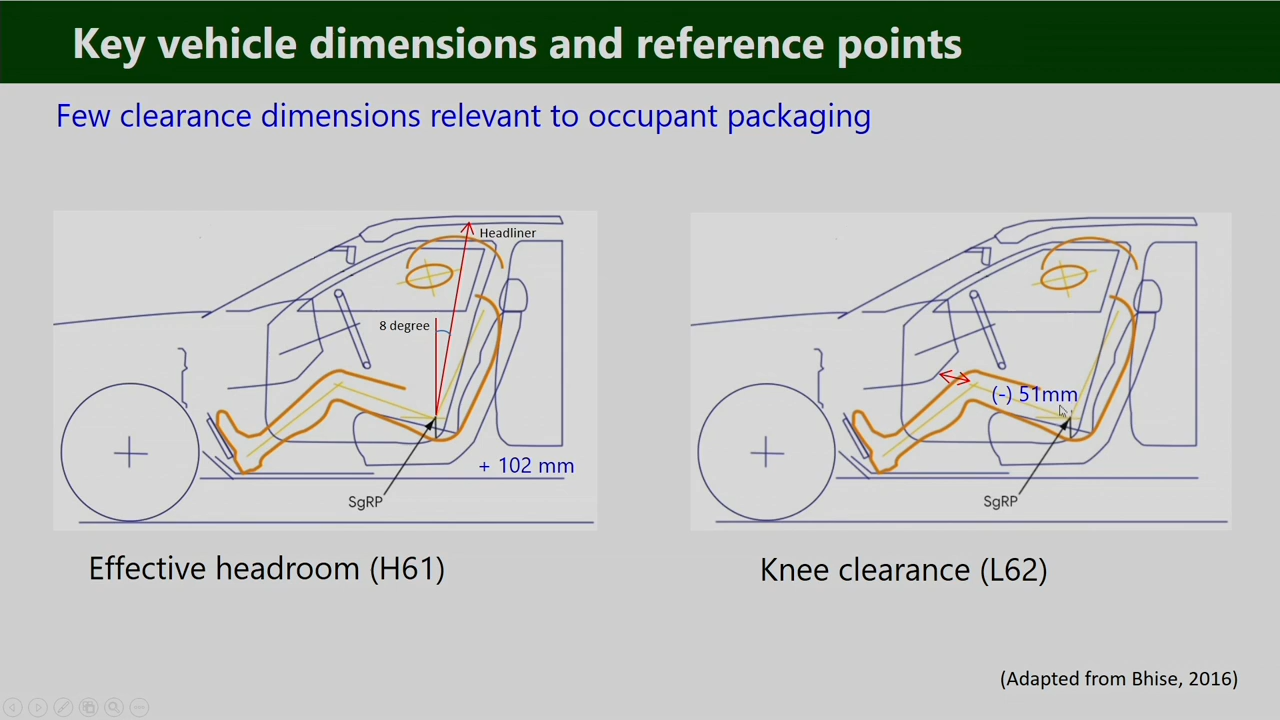 Key vehicle dimensions and reference points
Few clearance dimensions relevant to occupant packaging
Headliner
8 degree
+ 102 mm
SgRP
(-) 51mm
SgRP
Effective headroom (H61)
Knee clearance (L62)
(Adapted from Bhise, 2016)